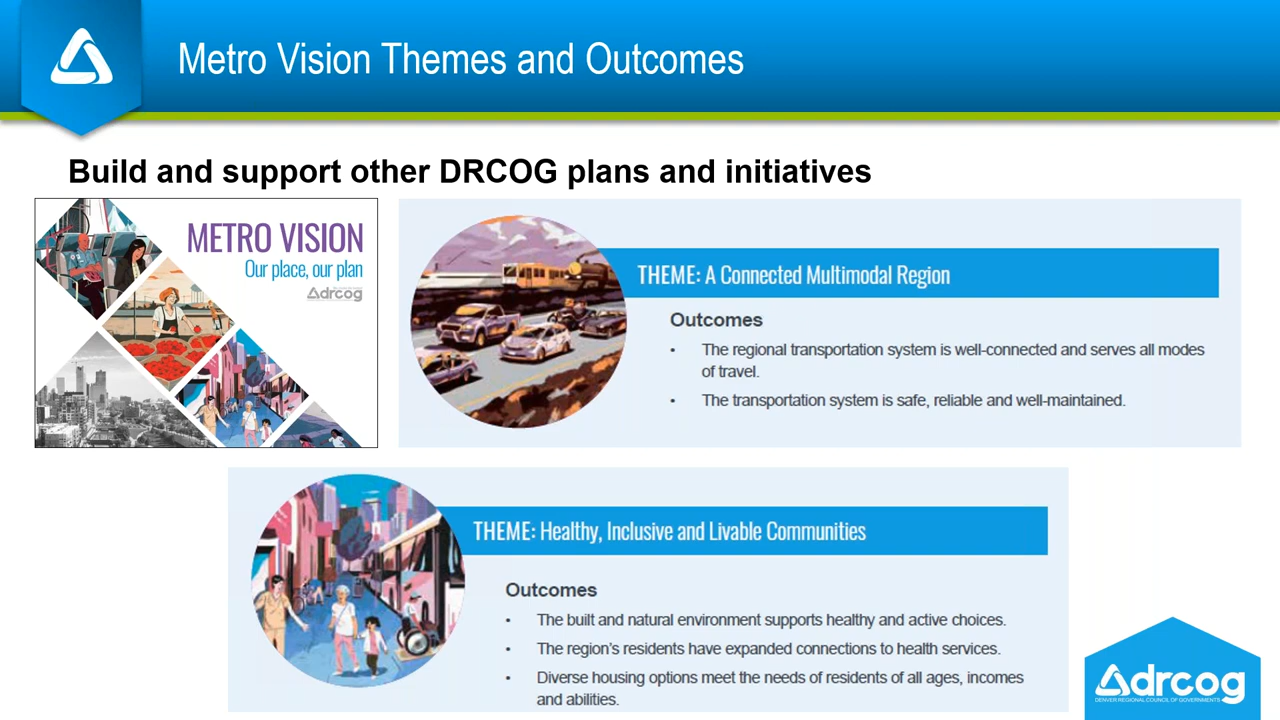 Metro Vision Themes and Outcomes
Build and support other DRCOG plans and initiatives
METRO VISION
Our place, our plan
drcog
THEME: A Connected Multimodal Region
Outcomes
• The regional transportation system is well-connected and serves all modes
of travel.
• The transportation system is safe, reliable and well-maintained.
THEME: Healthy, Inclusive and Livable Communities
Outcomes
• The built and natural environment supports healthy and active choices.
• The region’s residents have expanded connections to health services.
• Diverse housing options meet the needs of residents of all ages, incomes
and abilities.
drcog
DENVER REGIONAL COUNCIL OF GOVERNMENTS